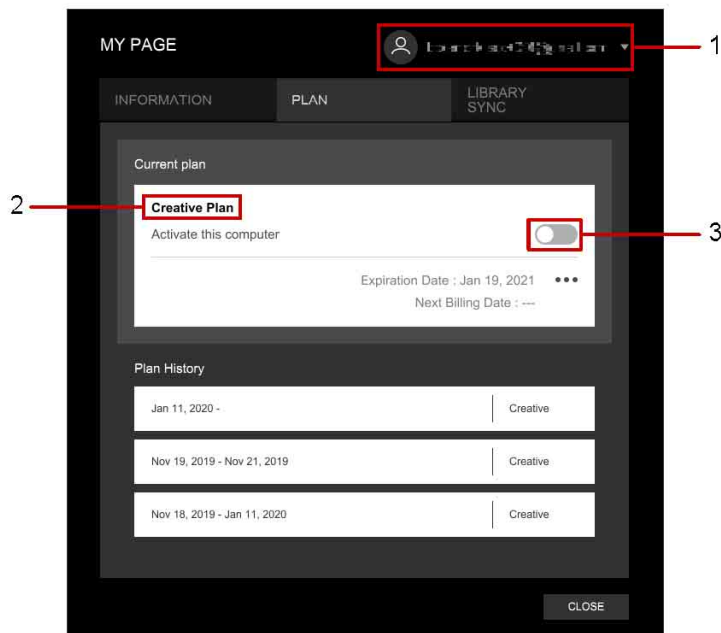 MY PAGE
1
INFORMATION
PLAN
LIBRARY
SYNC
Current plan
2
Creative Plan
Activate this computer
3
Expiration Date : Jan 19, 2021
•••
Next Billing Date : ---
Plan History
Jan 11, 2020 -
Creative
Nov 19, 2019 - Nov 21, 2019
Creative
Nov 18, 2019 - Jan 11, 2020
Creative
CLOSE